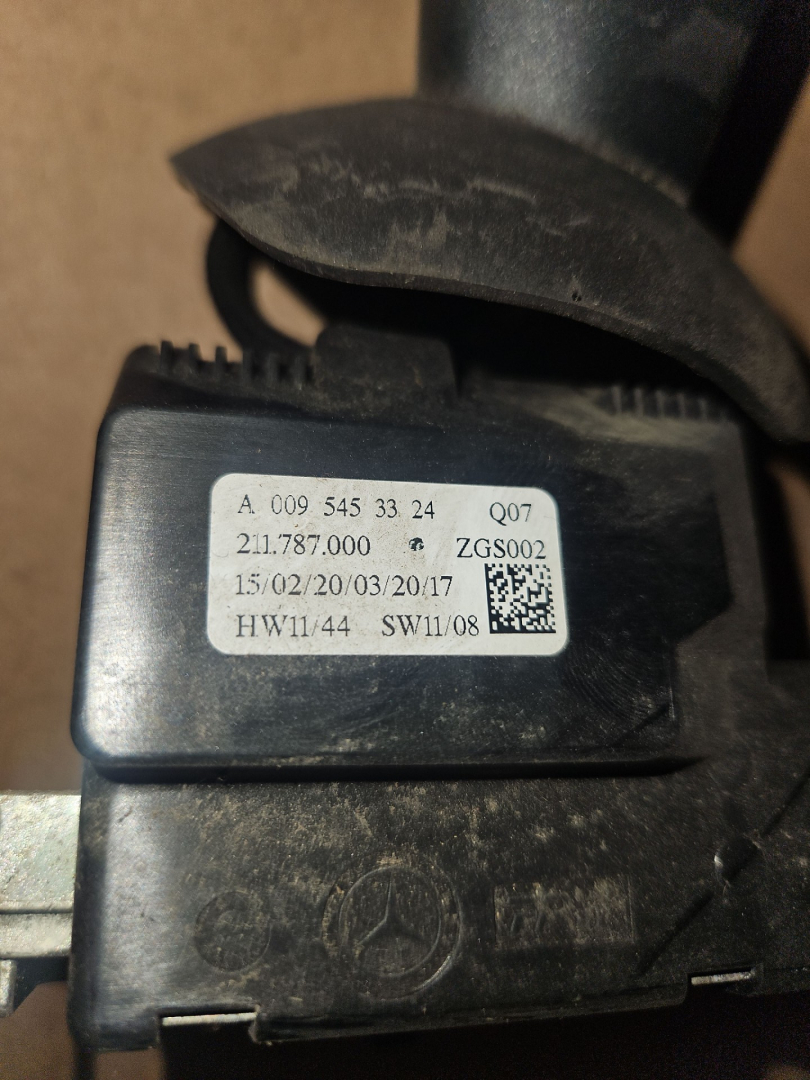 A 009 545 33 24 Q07
211.787.000 ZGS002
15/02/20/03/20/17
HW11/44 SW11/08